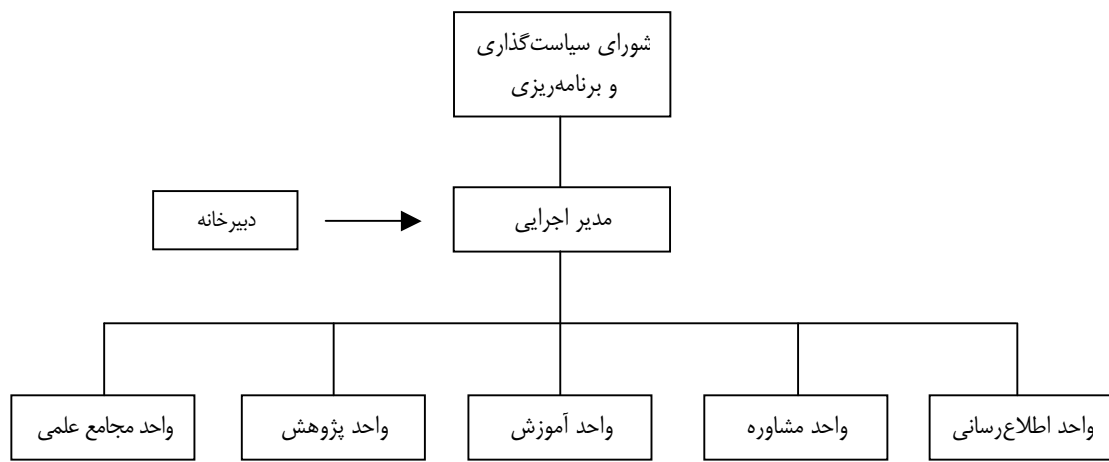 شورای سیاست‌گذاری
و برنامه‌ریزی
مدیر اجرایی
دبیرخانه
واحد اطلاع‌رسانی
واحد مشاوره
واحد آموزش
واحد پژوهش
واحد مجامع علمی